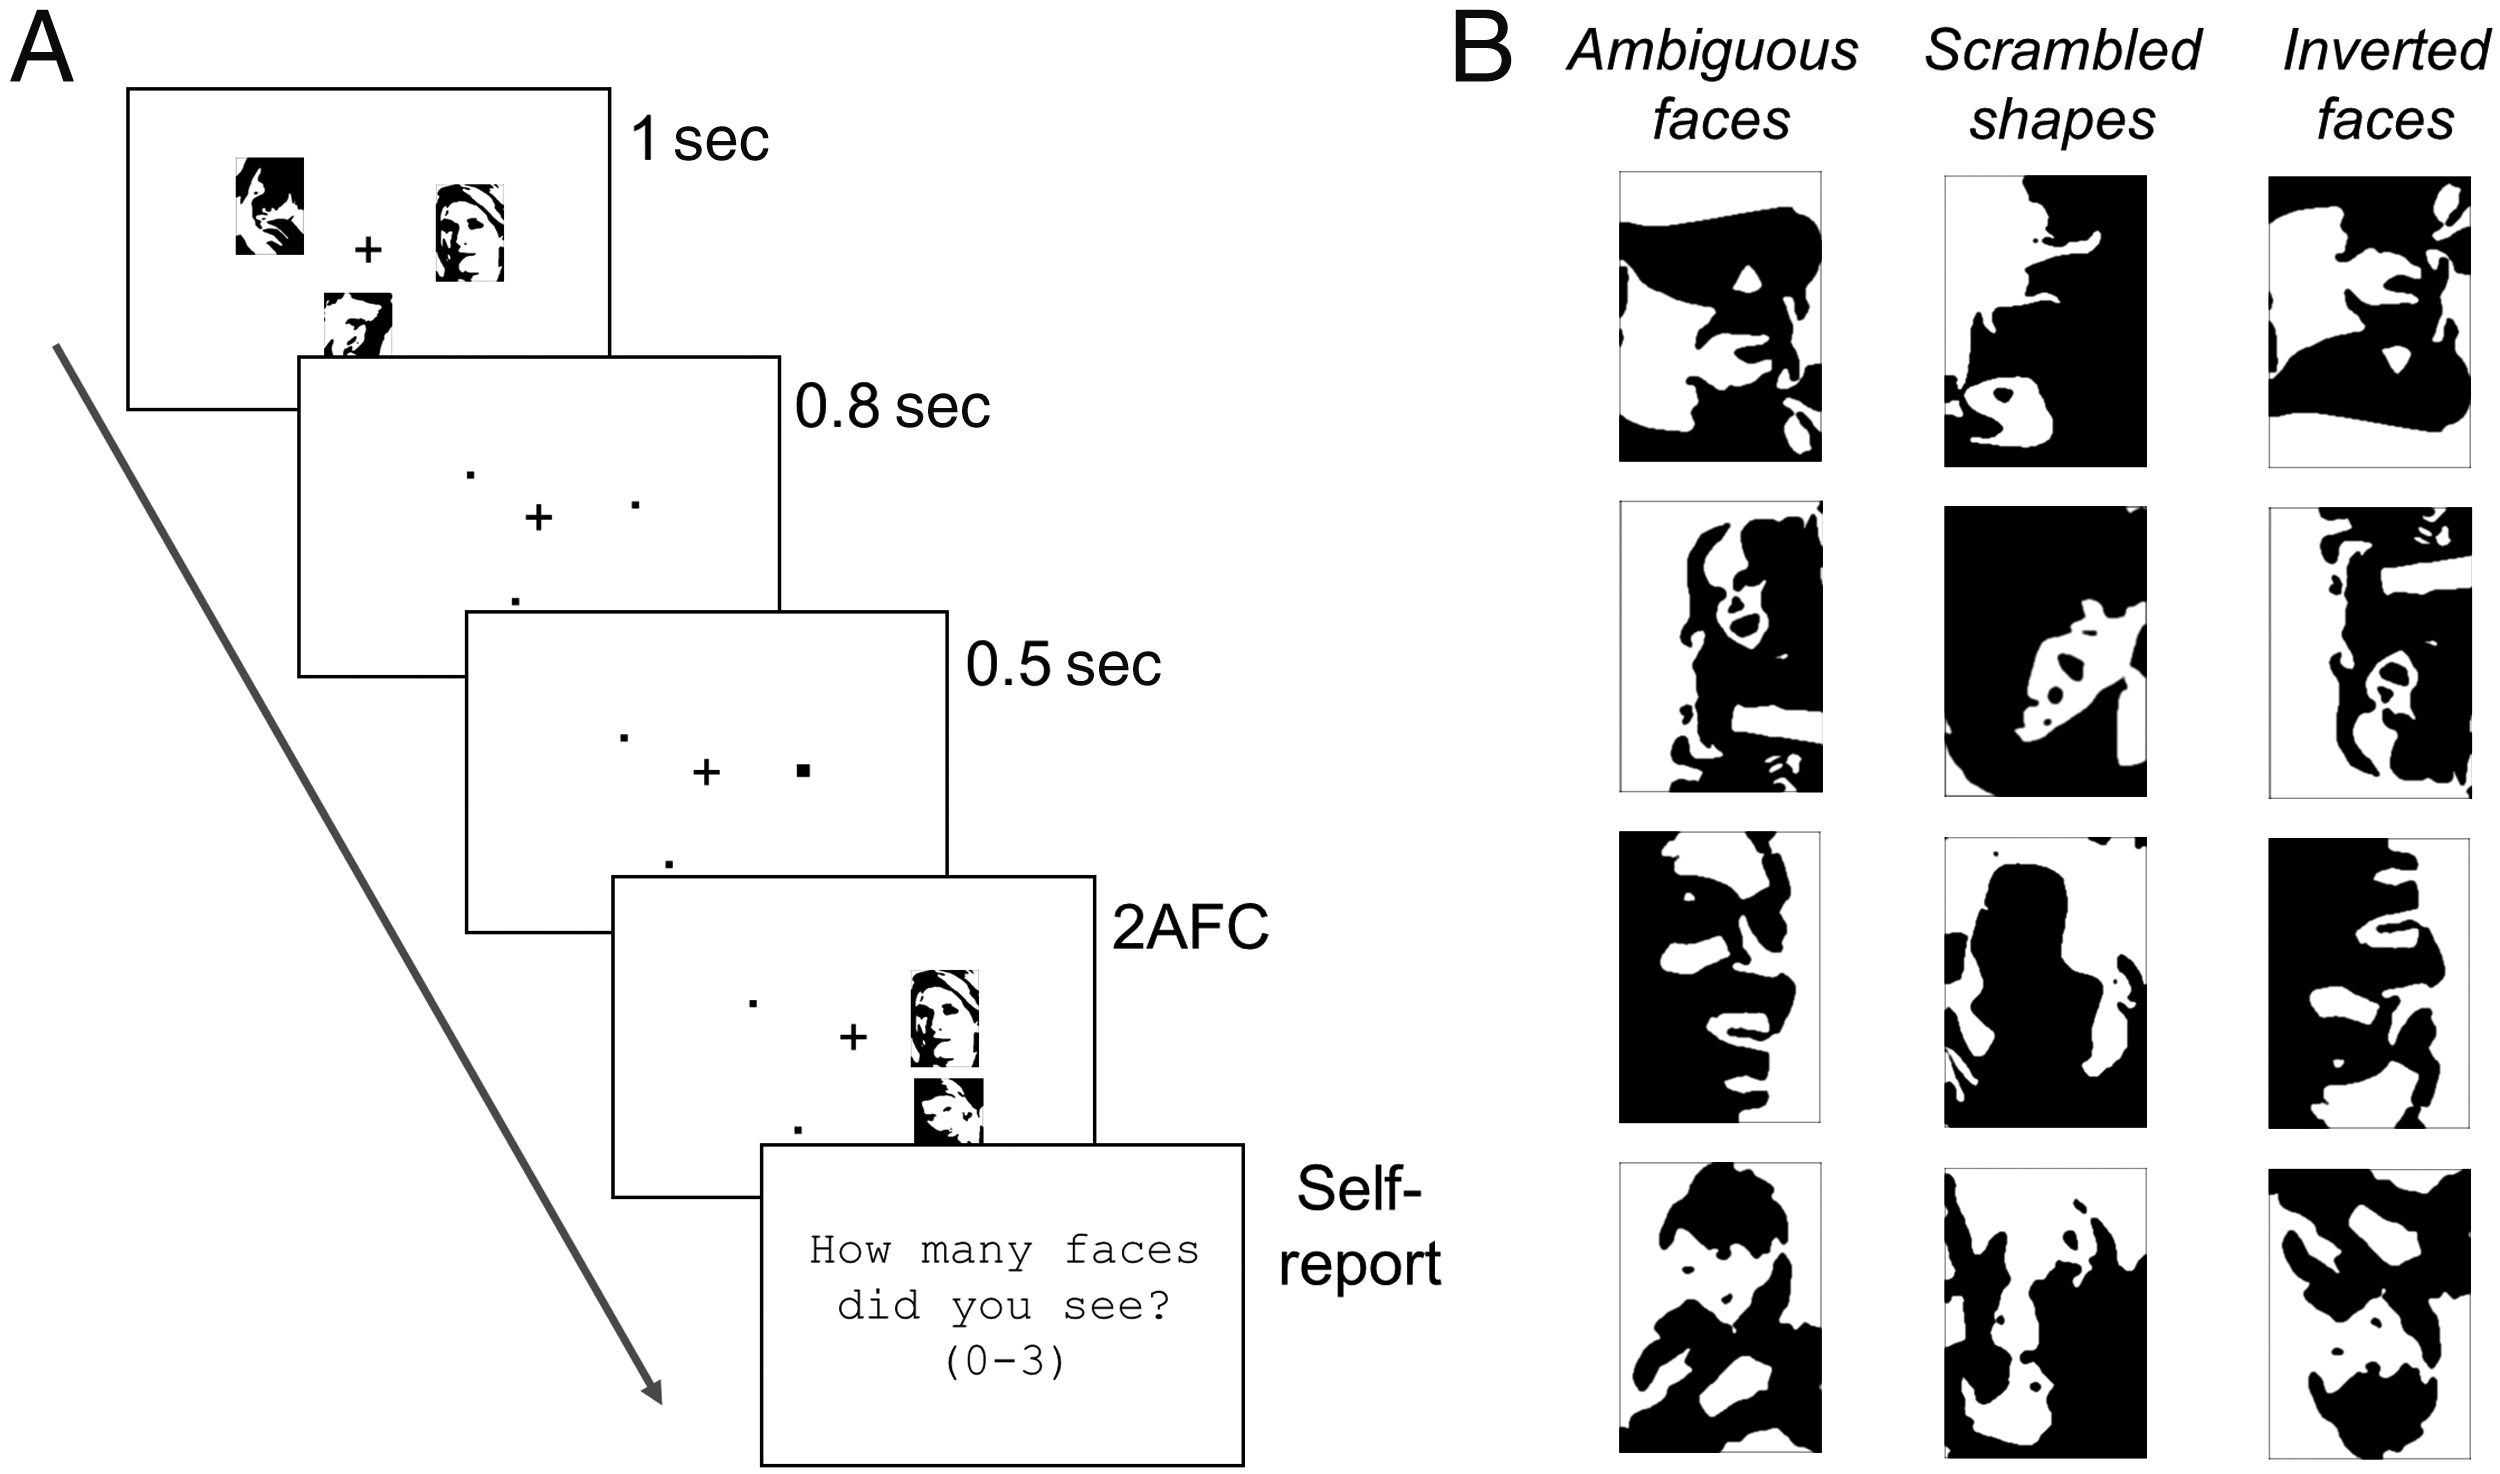 A
1 sec
0.8 sec
0.5 sec
2AFC
Self-
report
How many faces
did you see?
(0-3)
B
Ambiguous
faces
Scrambled
shapes
Inverted
faces